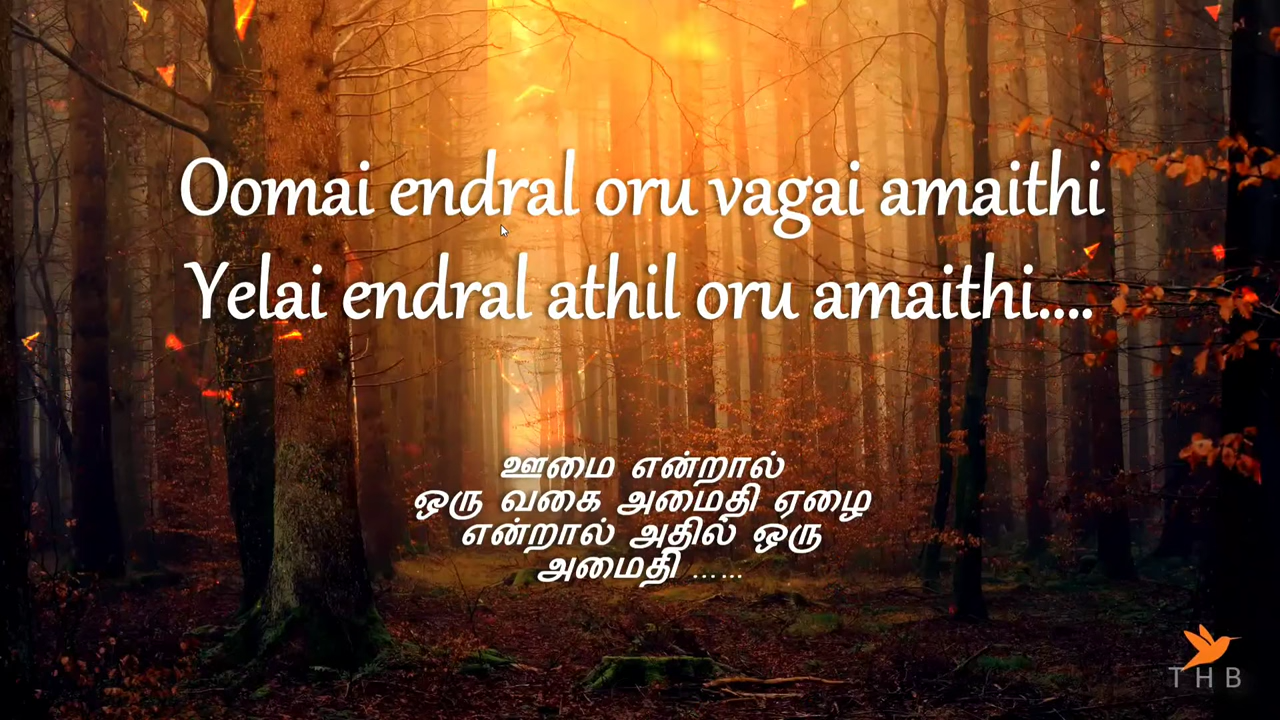 Oomai endral oru vagai amaithi
Yelai endral athil oru amaithi....
ஊமை என்றால்
ஒரு வகை அமைதி ஏழை
என்றால் அதில் ஒரு
அமைதி ......
THB